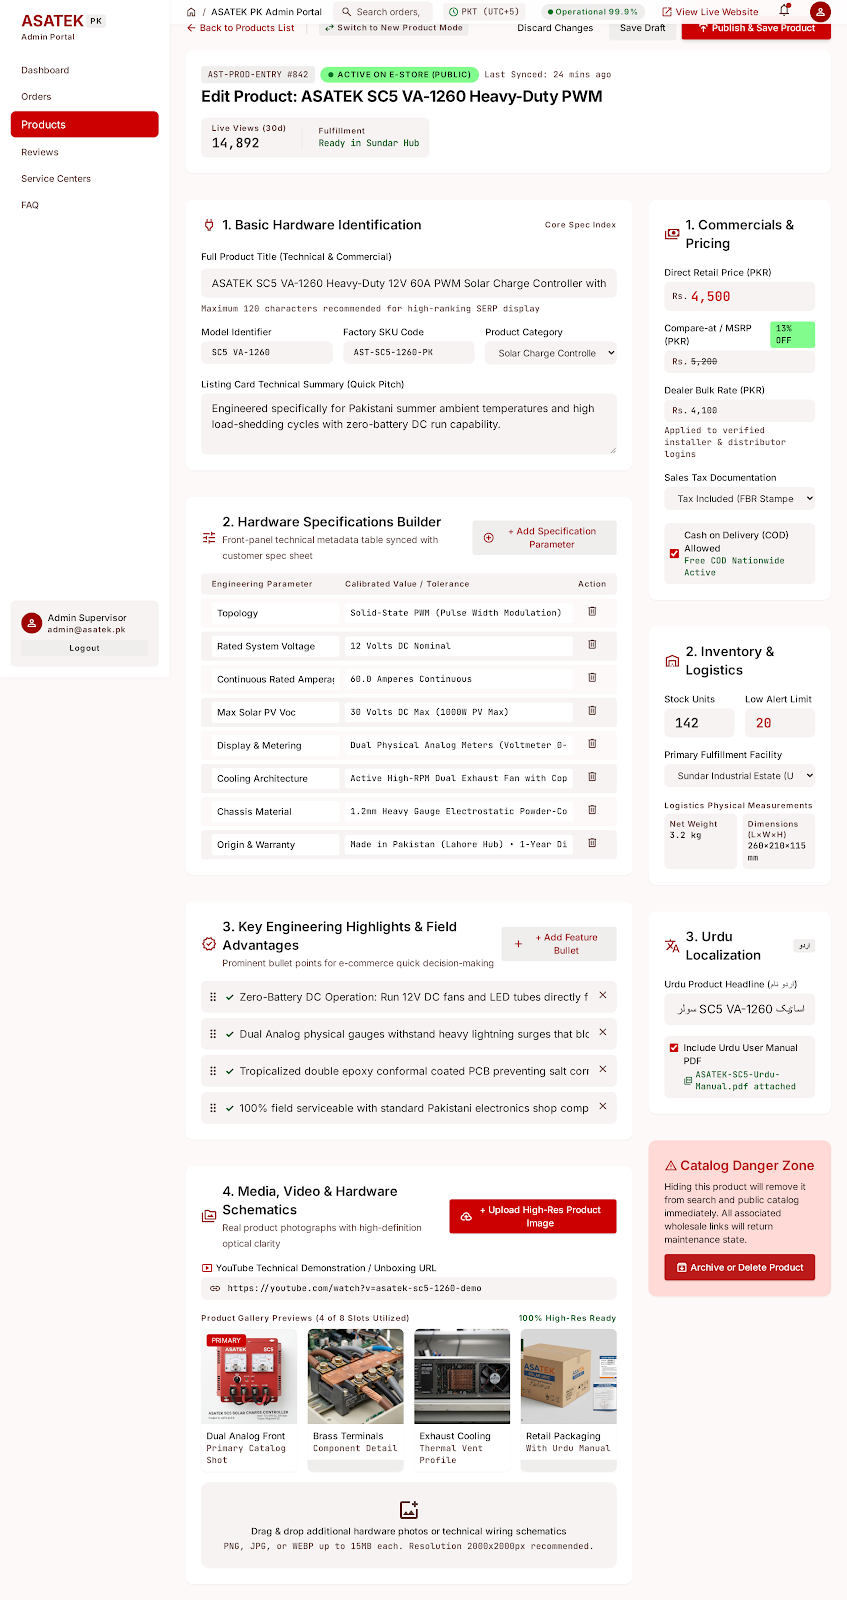 ASATEK PK
Admin Portal
Dashboard
Orders
Products
Reviews
Service Centers
FAQ
Admin Supervisor
admin@asatek.pk
Logout
/ ASATEK PK Admin Portal
Search orders,
PKT (UTC+5)
Operational 99.9%
View Live Website
Back to Products List
Switch to New Product Mode
Discard Changes
Save Draft
Publish & Save Product
AST-PROD-ENTRY #842
ACTIVE ON E-STORE (PUBLIC)
Last Synced: 24 mins ago
Edit Product: ASATEK SC5 VA-1260 Heavy-Duty PWM
Live Views (30d)
14,892
Fulfillment
Ready in Sundar Hub
1. Basic Hardware Identification
Core Spec Index
Full Product Title (Technical & Commercial)
ASATEK SC5 VA-1260 Heavy-Duty 12V 60A PWM Solar Charge Controller with
Maximum 120 characters recommended for high-ranking SERP display
Model Identifier
SC5 VA-1260
Factory SKU Code
AST-SC5-1260-PK
Product Category
Solar Charge Controlle
Listing Card Technical Summary (Quick Pitch)
Engineered specifically for Pakistani summer ambient temperatures and high
load-shedding cycles with zero-battery DC run capability.
2. Hardware Specifications Builder
Front-panel technical metadata table synced with
customer spec sheet
+ Add Specification
Parameter
Engineering Parameter
Calibrated Value / Tolerance
Action
Topology
Solid-State PWM (Pulse Width Modulation)
Rated System Voltage
12 Volts DC Nominal
Continuous Rated Amperag
60.0 Amperes Continuous
Max Solar PV Voc
30 Volts DC Max (1000W PV Max)
Display & Metering
Dual Physical Analog Meters (Voltmeter 0-
Cooling Architecture
Active High-RPM Dual Exhaust Fan with Cop
Chassis Material
1.2mm Heavy Gauge Electrostatic Powder-Co
Origin & Warranty
Made in Pakistan (Lahore Hub) • 1-Year Di
3. Key Engineering Highlights & Field
Advantages
Prominent bullet points for e-commerce quick decision-making
+ Add Feature
Bullet
Zero-Battery DC Operation: Run 12V DC fans and LED tubes directly f
Dual Analog physical gauges withstand heavy lightning surges that blo
Tropicalized double epoxy conformal coated PCB preventing salt corr
100% field serviceable with standard Pakistani electronics shop comp
4. Media, Video & Hardware
Schematics
Real product photographs with high-definition
optical clarity
+ Upload High-Res Product
Image
YouTube Technical Demonstration / Unboxing URL
https://youtube.com/watch?v=asatek-sc5-1260-demo
Product Gallery Previews (4 of 8 Slots Utilized)
100% High-Res Ready
PRIMARY
ASATEK SC5
ASATEK SC5 SOLAR CHARGE CONTROLLER
Dual Analog Front
Primary Catalog
Shot
Brass Terminals
Component Detail
Exhaust Cooling
Thermal Vent
Profile
ASATEK
Retail Packaging
With Urdu Manual
Drag & drop additional hardware photos or technical wiring schematics
PNG, JPG, or WEBP up to 15MB each. Resolution 2000x2000px recommended.
1. Commercials &
Pricing
Direct Retail Price (PKR)
Rs. 4,500
Compare-at / MSRP
(PKR)
13%
OFF
Rs. 5,200
Dealer Bulk Rate (PKR)
Rs. 4,100
Applied to verified
installer & distributor
logins
Sales Tax Documentation
Tax Included (FBR Stampe
Cash on Delivery (COD)
Allowed
Free COD Nationwide
Active
2. Inventory &
Logistics
Stock Units
142
Low Alert Limit
20
Primary Fulfillment Facility
Sundar Industrial Estate (U
Logistics Physical Measurements
Net Weight
3.2 kg
Dimensions
(L×W×H)
260×210×115
mm
3. Urdu
Localization
اردو
Urdu Product Headline (اردو نام)
اساٹیک SC5 VA-1260 سولر
Include Urdu User Manual
PDF
ASATEK-SC5-Urdu-
Manual.pdf attached
Catalog Danger Zone
Hiding this product will remove it
from search and public catalog
immediately. All associated
wholesale links will return
maintenance state.
Archive or Delete Product